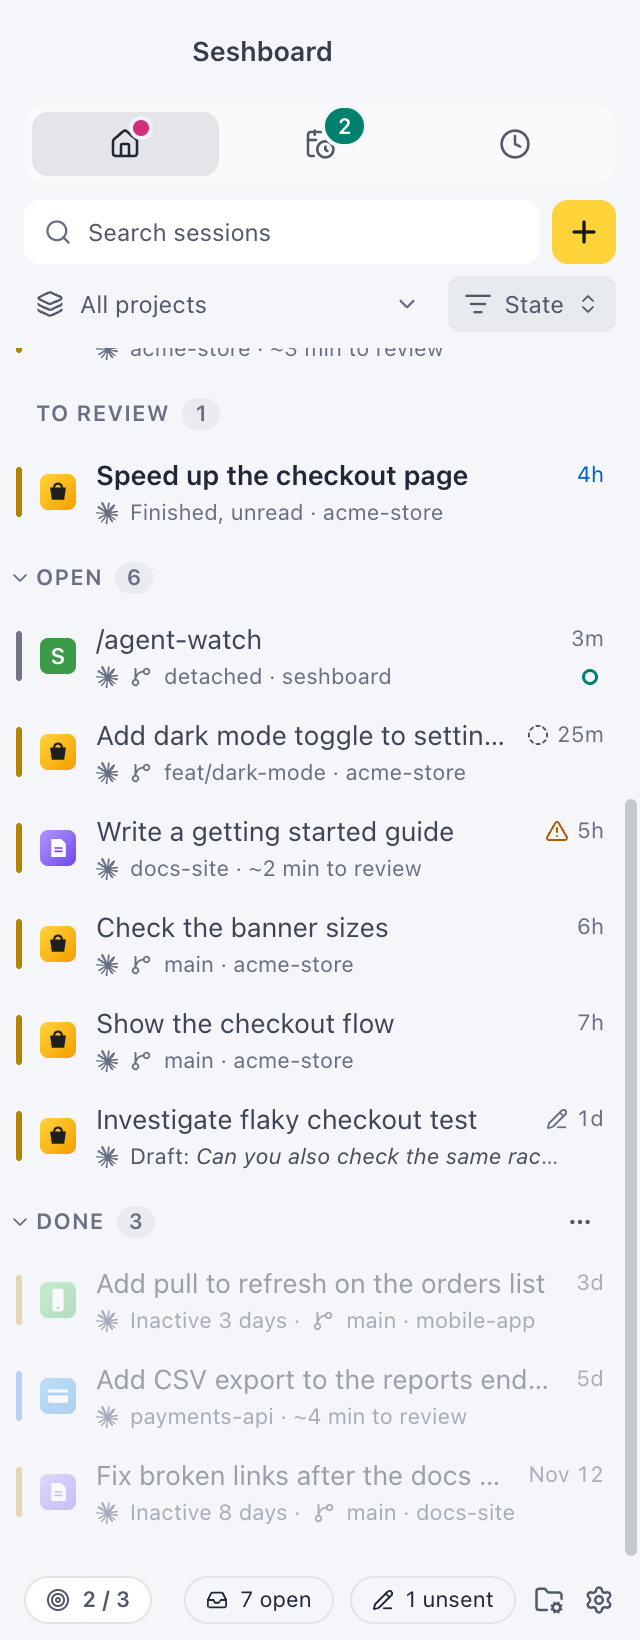 Seshboard
2
Search sessions
All projects
State
acme-store · ~3 min to review
TO REVIEW 1
Speed up the checkout page 4h
Finished, unread · acme-store
OPEN 6
S /agent-watch 3m
detached · seshboard
Add dark mode toggle to settin... 25m
feat/dark-mode · acme-store
Write a getting started guide 5h
docs-site · ~2 min to review
Check the banner sizes 6h
main · acme-store
Show the checkout flow 7h
main · acme-store
Investigate flaky checkout test 1d
Draft: Can you also check the same rac...
DONE 3 ...
Add pull to refresh on the orders list 3d
Inactive 3 days · main · mobile-app
Add CSV export to the reports end... 5d
payments-api · ~4 min to review
Fix broken links after the docs ... Nov 12
Inactive 8 days · main · docs-site
2 / 3 7 open 1 unsent